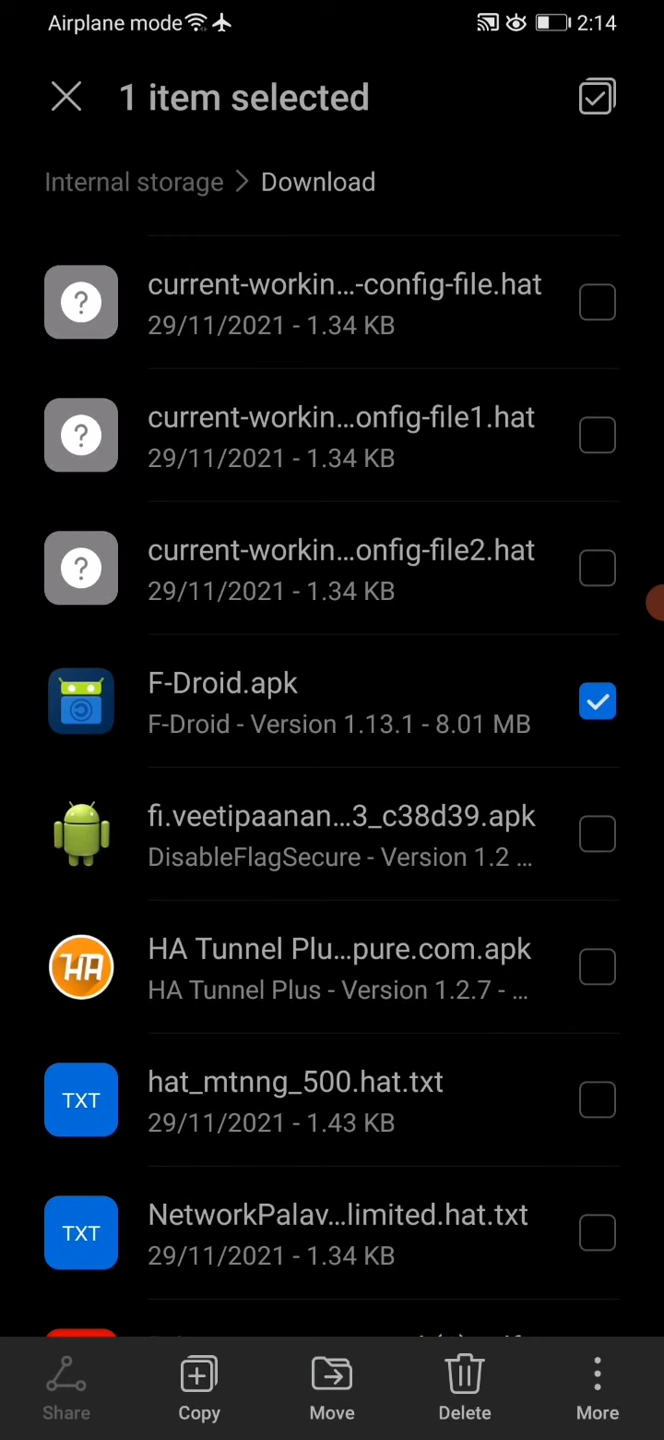 Airplane mode 2:14
1 item selected
Internal storage > Download
current-workin...-config-file.hat
29/11/2021 - 1.34 KB
current-workin...onfig-file1.hat
29/11/2021 - 1.34 KB
current-workin...onfig-file2.hat
29/11/2021 - 1.34 KB
F-Droid.apk
F-Droid - Version 1.13.1 - 8.01 MB
fi.veetipaanan...3_c38d39.apk
DisableFlagSecure - Version 1.2 ...
HA
HA Tunnel Plu...pure.com.apk
HA Tunnel Plus - Version 1.2.7 - ...
TXT
hat_mtnng_500.hat.txt
29/11/2021 - 1.43 KB
TXT
NetworkPalav...limited.hat.txt
29/11/2021 - 1.34 KB
Share Copy Move Delete More